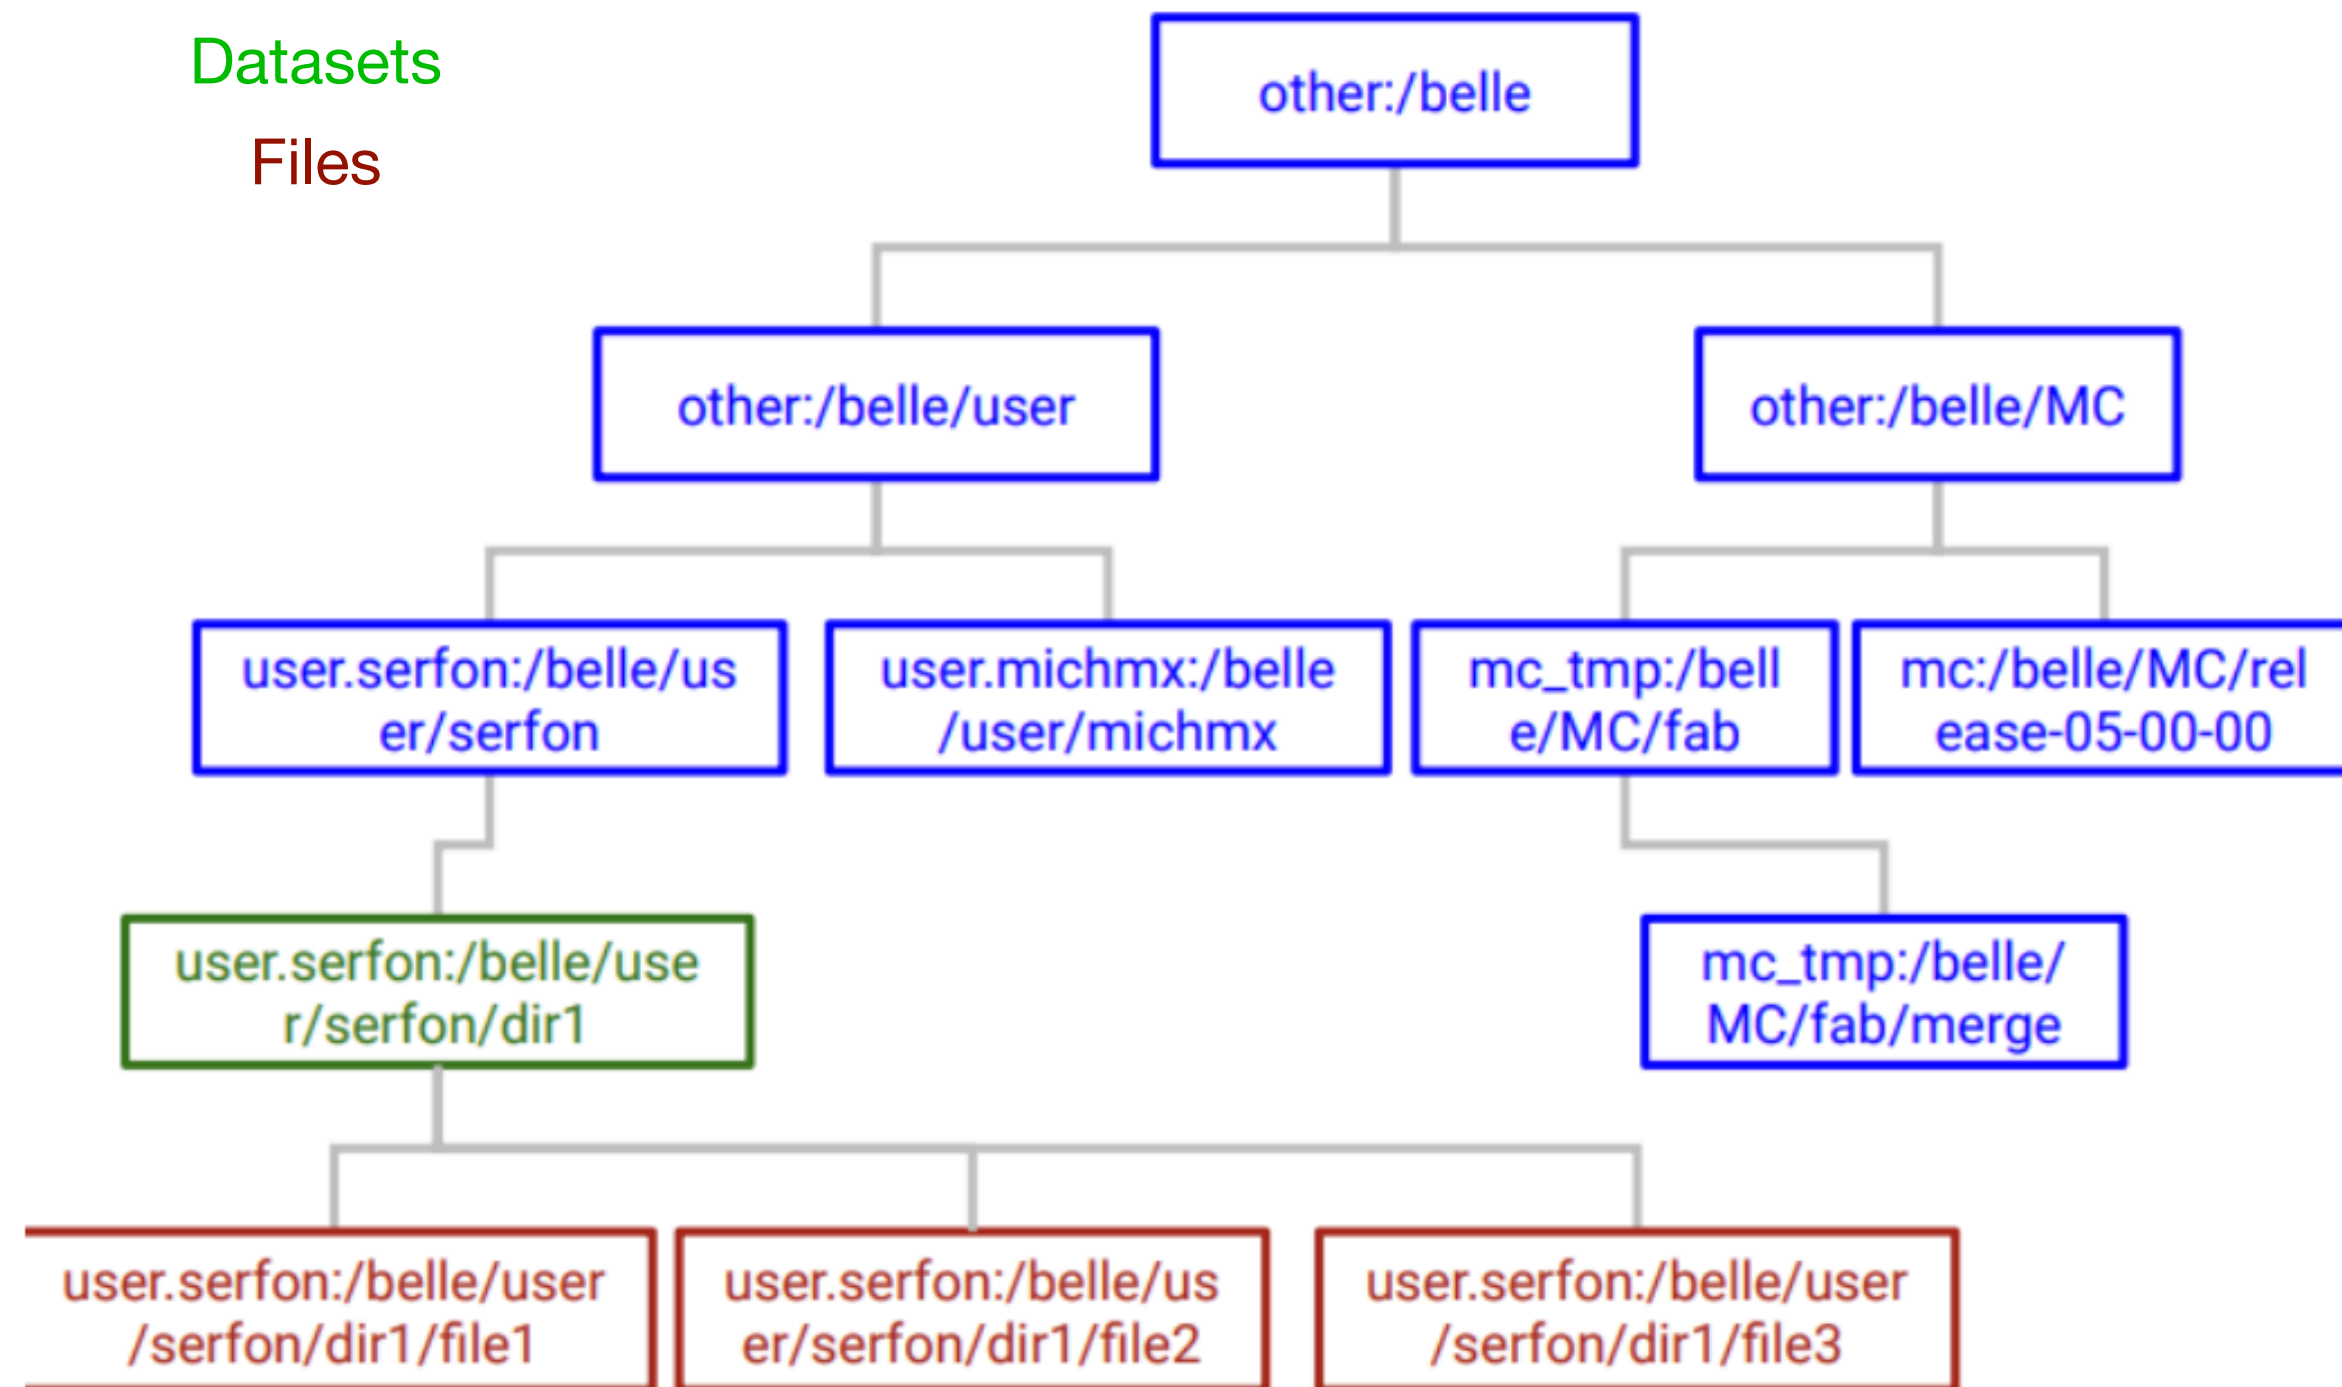 Datasets
Files
other:/belle
other:/belle/user
other:/belle/MC
user.serfon:/belle/us
er/serfon
user.michmx:/belle
/user/michmx
mc_tmp:/bell
e/MC/fab
mc:/belle/MC/rel
ease-05-00-00
user.serfon:/belle/use
r/serfon/dir1
mc_tmp:/belle/
MC/fab/merge
user.serfon:/belle/user
/serfon/dir1/file1
user.serfon:/belle/us
er/serfon/dir1/file2
user.serfon:/belle/user
/serfon/dir1/file3